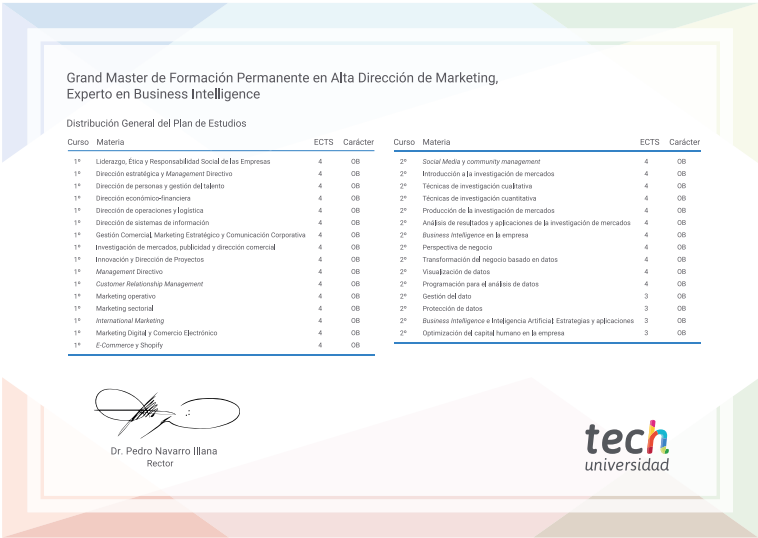 Grand Master de Formación Permanente en Alta Dirección de Marketing,
Experto en Business Intelligence
Distribución General del Plan de Estudios
Curso Materia ECTS Carácter
1º Liderazgo, Ética y Responsabilidad Social de las Empresas 4 OB
1º Dirección estratégica y Management Directivo 4 OB
1º Dirección de personas y gestión del talento 4 OB
1º Dirección económico-financiera 4 OB
1º Dirección de operaciones y logística 4 OB
1º Dirección de sistemas de información 4 OB
1º Gestión Comercial, Marketing Estratégico y Comunicación Corporativa 4 OB
1º Investigación de mercados, publicidad y dirección comercial 4 OB
1º Innovación y Dirección de Proyectos 4 OB
1º Management Directivo 4 OB
1º Customer Relationship Management 4 OB
1º Marketing operativo 4 OB
1º Marketing sectorial 4 OB
1º International Marketing 4 OB
1º Marketing Digital y Comercio Electrónico 4 OB
1º E-Commerce y Shopify 4 OB
Curso Materia ECTS Carácter
2º Social Media y community management 4 OB
2º Introducción a la investigación de mercados 4 OB
2º Técnicas de investigación cualitativa 4 OB
2º Técnicas de investigación cuantitativa 4 OB
2º Producción de la investigación de mercados 4 OB
2º Análisis de resultados y aplicaciones de la investigación de mercados 4 OB
2º Business Intelligence en la empresa 4 OB
2º Perspectiva de negocio 4 OB
2º Transformación del negocio basado en datos 4 OB
2º Visualización de datos 4 OB
2º Programación para el análisis de datos 4 OB
2º Gestión del dato 3 OB
2º Protección de datos 3 OB
2º Business Intelligence e Inteligencia Artificial: Estrategias y aplicaciones 3 OB
2º Optimización del capital humano en la empresa 3 OB
Dr. Pedro Navarro Illana
Rector
tech
universidad